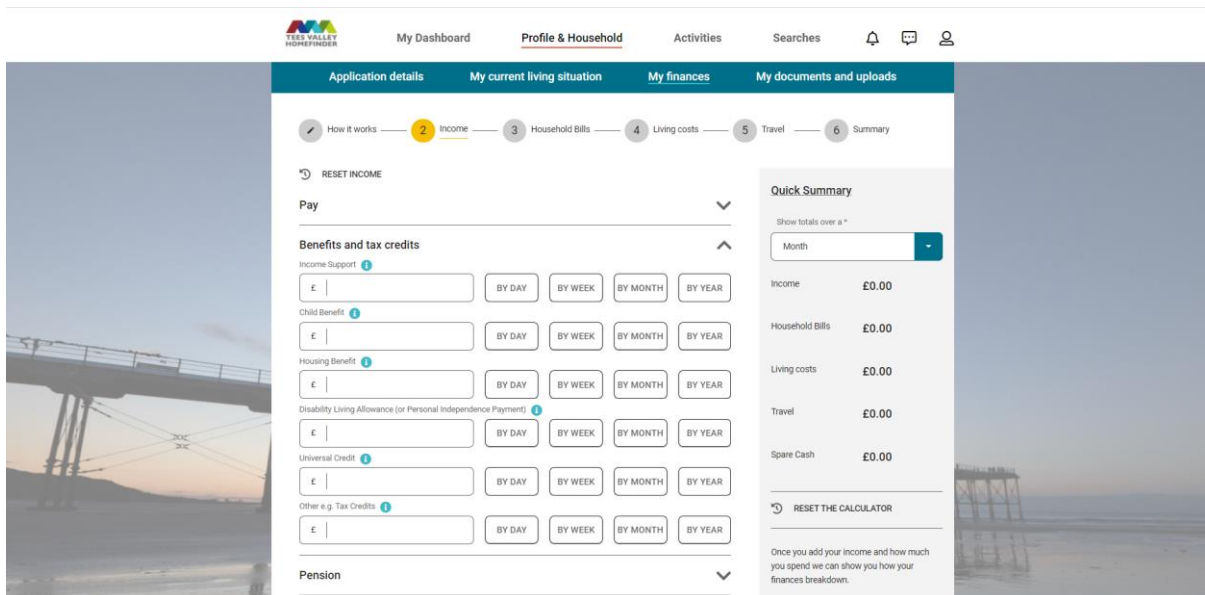 TEES VALLEY
HOMEFINDER
My Dashboard Profile & Household Activities Searches
Application details My current living situation My finances My documents and uploads
How it works 2 Income 3 Household Bills 4 Living costs 5 Travel 6 Summary
RESET INCOME
Pay
Benefits and tax credits
Income Support
£ BY DAY BY WEEK BY MONTH BY YEAR
Child Benefit
£ BY DAY BY WEEK BY MONTH BY YEAR
Housing Benefit
£ BY DAY BY WEEK BY MONTH BY YEAR
Disability Living Allowance (or Personal Independence Payment)
£ BY DAY BY WEEK BY MONTH BY YEAR
Universal Credit
£ BY DAY BY WEEK BY MONTH BY YEAR
Other e.g. Tax Credits
£ BY DAY BY WEEK BY MONTH BY YEAR
Pension
Quick Summary
Show totals over a *
Month
Income £0.00
Household Bills £0.00
Living costs £0.00
Travel £0.00
Spare Cash £0.00
RESET THE CALCULATOR
Once you add your income and how much
you spend we can show you how your
finances breakdown.